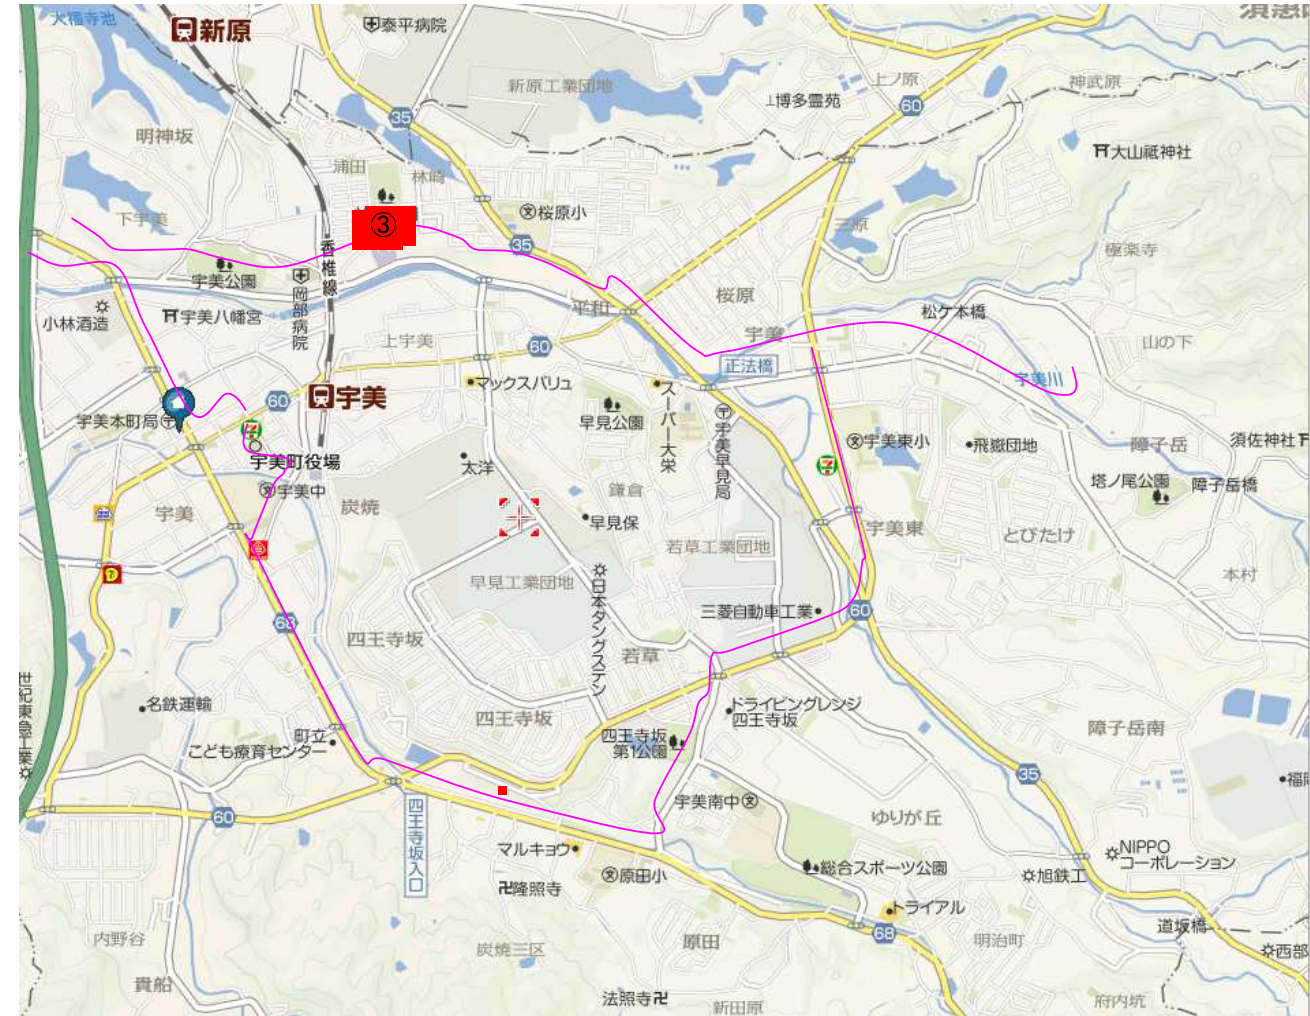 大福寺池
新原
泰平病院
新原工業団地
上ノ原
神武原
⊥博多霊苑
60
35
明神坂
浦田
林崎
大山祇神社
下宇美
③
桜原小
三原
35
極楽寺
香椎線
宇美公園
岡部病院
小林酒造
宇美八幡宮
平和
桜原
松ケ本橋
宇美
上宇美
60
正法橋
山の下
宇美川
マックスバリュ
スーパー大栄
宇美
60
宇美本町局
早見公園
宇美早見局
宇美東小
飛嶽団地
障子岳
須佐神社
宇美町役場
太洋
宇美中
鎌倉
塔ノ尾公園
障子岳橋
宇美
炭焼
早見保
若草工業団地
宇美東
とびたけ
早見工業団地
日本タングステン
本村
三菱自動車工業
60
68
四王寺坂
若草
世紀東急工業
名鉄運輸
四王寺坂
ドライビングレンジ
四王寺坂
町立
こども療育センター
四王寺坂
第1公園
障子岳南
35
福岡
60
四王寺坂入口
宇美南中
ゆりが丘
マルキョウ
NIPPO
コーポレーション
隆照寺
原田小
総合スポーツ公園
旭鉄工
トライアル
道坂橋
内野谷
炭焼三区
原田
68
明治町
西部
貴船
法照寺
新田原
府内坑